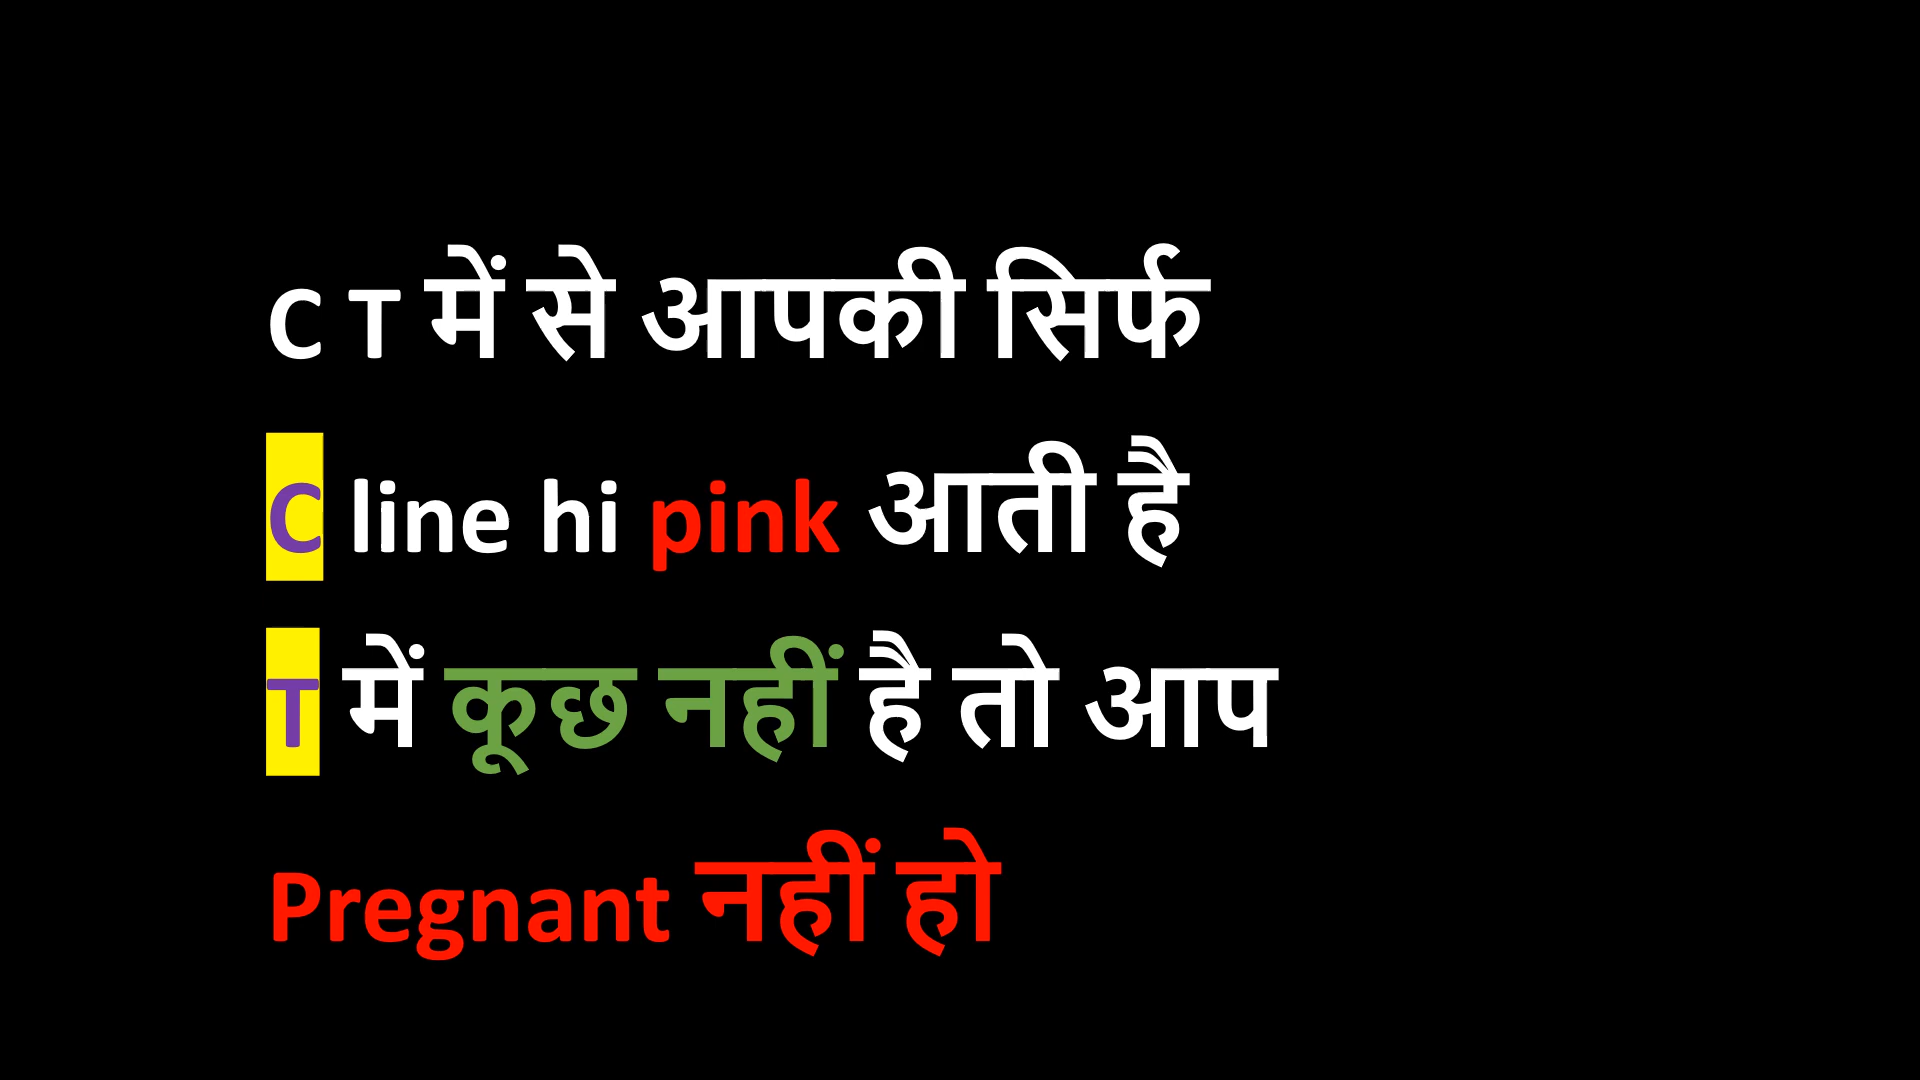 C T में से आपकी सिर्फ
C line hi pink आती है
T में कूछ नहीं है तो आप
Pregnant नहीं हो